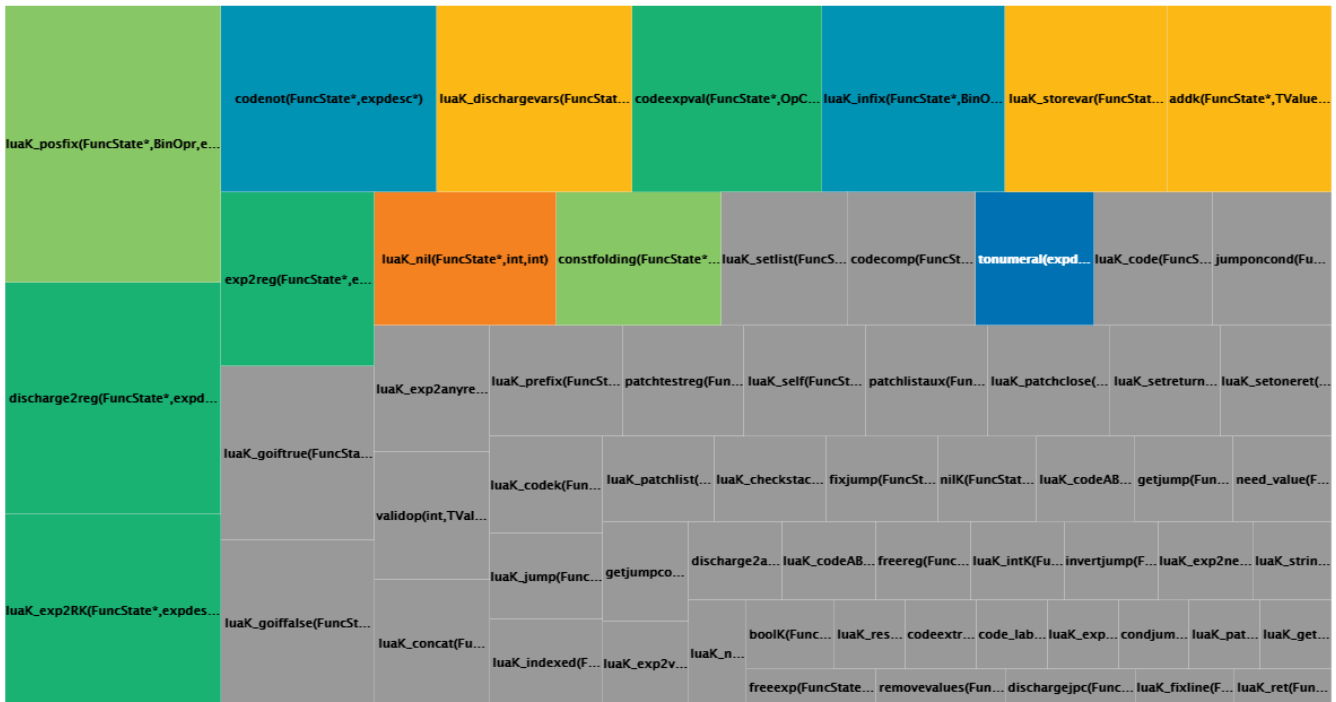 luaK_posfix(FuncState*,BinOpr,e...
codenot(FuncState*,expdesc*)
luaK_dischargevars(FuncStat...
codeexpval(FuncState*,OpC...
luaK_infix(FuncState*,BinO...
luaK_storevar(FuncStat...
addk(FuncState*,TValue...
discharge2reg(FuncState*,expd...
luaK_exp2RK(FuncState*,expdes...
exp2reg(FuncState*,e...
luaK_nil(FuncState*,int,int)
constfolding(FuncState*...
luaK_setlist(FuncS...
codecomp(FuncSt...
tonumeral(expd...
luaK_code(FuncS...
jumponcond(Fu...
luaK_goiftrue(FuncSta...
luaK_goiffalse(FuncSt...
luaK_exp2anyre...
validop(int,TVal...
luaK_concat(Fu...
luaK_prefix(FuncSt...
patchtestreg(Fun...
luaK_self(FuncSt...
patchlistaux(Fun...
luaK_patchclose(...
luaK_setreturn...
luaK_setoneret(...
luaK_codek(Fun...
luaK_jump(Func...
luaK_indexed(F...
luaK_patchlist(...
luaK_checkstac...
fixjump(FuncSt...
nilK(FuncStat...
luaK_codeAB...
getjump(Fun...
need_value(F...
getjumpco...
luaK_exp2v...
discharge2a...
luaK_codeAB...
freereg(Func...
luaK_intK(Fu...
invertjump(F...
luaK_exp2ne...
luaK_strin...
luaK_n...
boolK(Func...
luaK_res...
codeextr...
code_lab...
luaK_exp...
condjum...
luaK_pat...
luaK_get...
freeexp(FuncState...
removevalues(Fun...
dischargejpc(Func...
luaK_fixline(F...
luaK_ret(Fun...